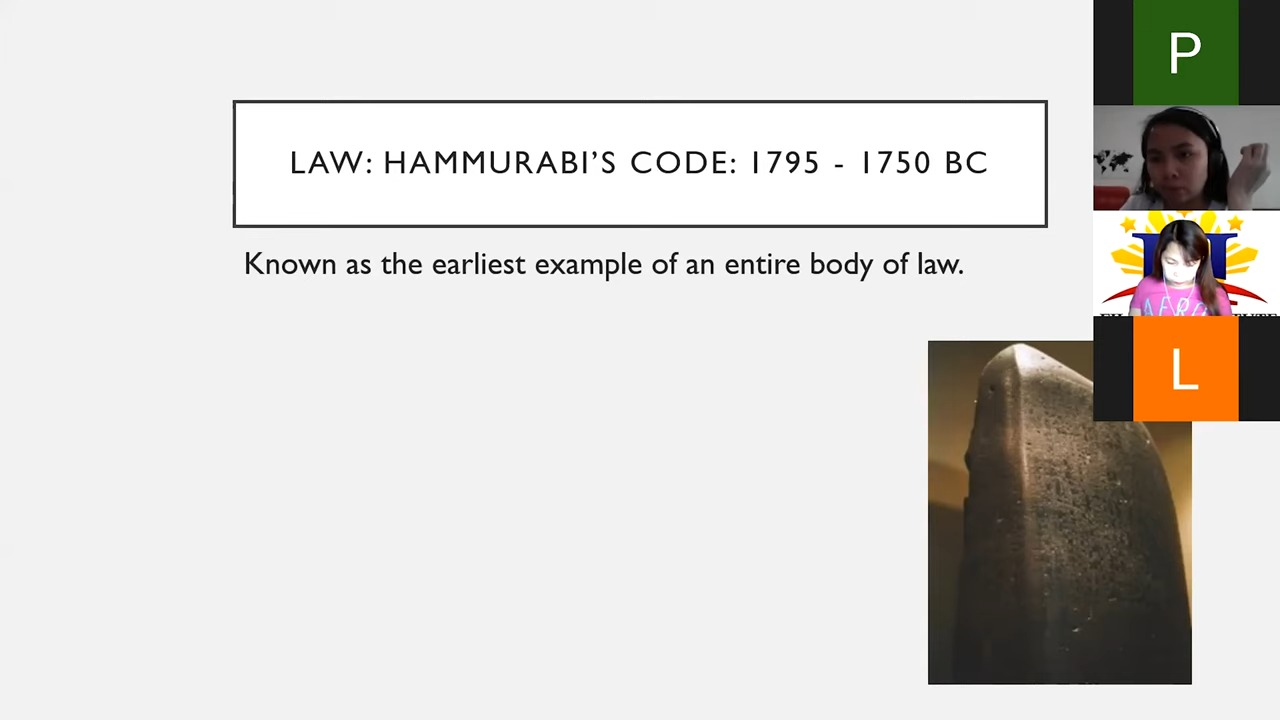 LAW: HAMMURABI’S CODE: 1795 - 1750 BC
Known as the earliest example of an entire body of law.
P
L